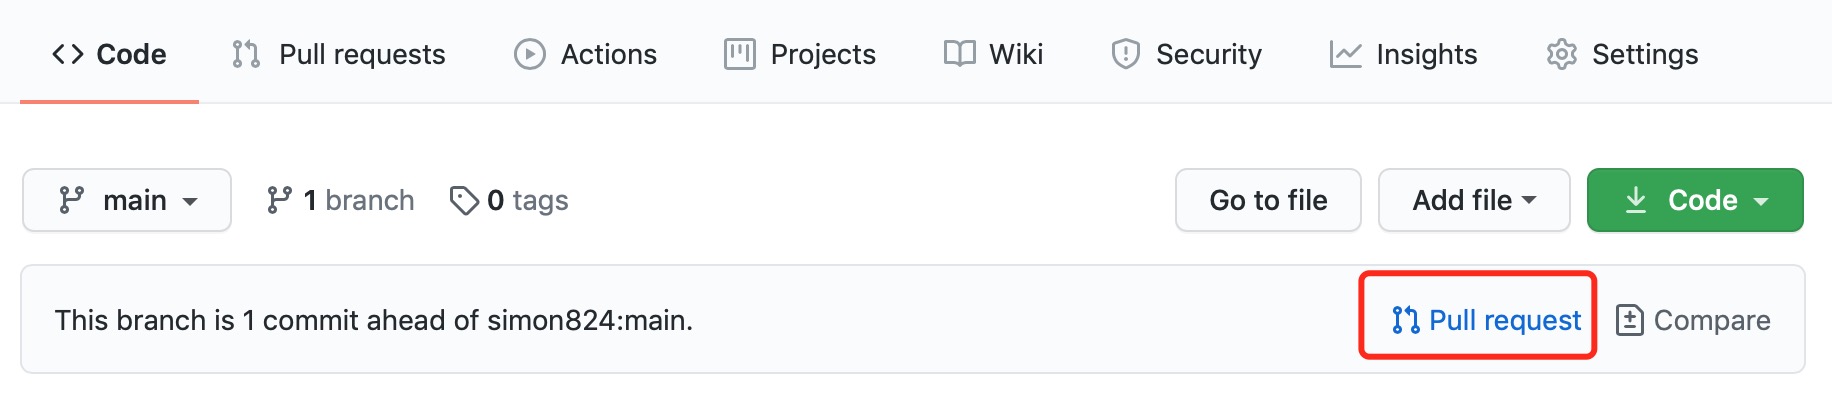 Code Pull requests Actions Projects Wiki Security Insights Settings
main 1 branch 0 tags Go to file Add file Code
This branch is 1 commit ahead of simon824:main. Pull request Compare